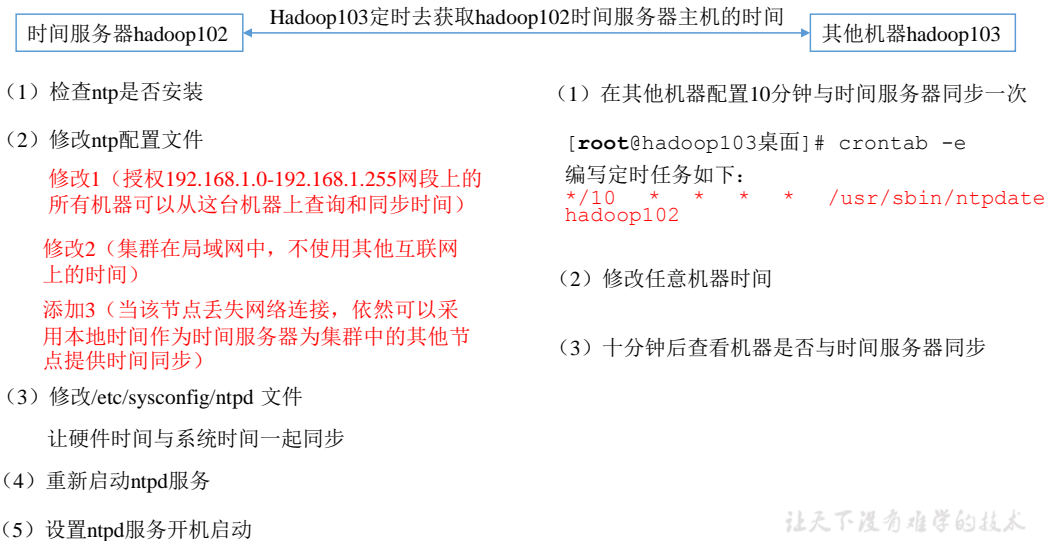 Hadoop103定时去获取hadoop102时间服务器主机的时间
时间服务器hadoop102
其他机器hadoop103
（1）检查ntp是否安装
（2）修改ntp配置文件
修改1（授权192.168.1.0-192.168.1.255网段上的
所有机器可以从这台机器上查询和同步时间）
修改2（集群在局域网中，不使用其他互联网
上的时间）
添加3（当该节点丢失网络连接，依然可以采
用本地时间作为时间服务器为集群中的其他节
点提供时间同步）
（3）修改/etc/sysconfig/ntpd 文件
让硬件时间与系统时间一起同步
（4）重新启动ntpd服务
（5）设置ntpd服务开机启动
（1）在其他机器配置10分钟与时间服务器同步一次
[root@hadoop103桌面]# crontab -e
编写定时任务如下：
*/10 * * * * /usr/sbin/ntpdate
hadoop102
（2）修改任意机器时间
（3）十分钟后查看机器是否与时间服务器同步
让天下没有难学的技术